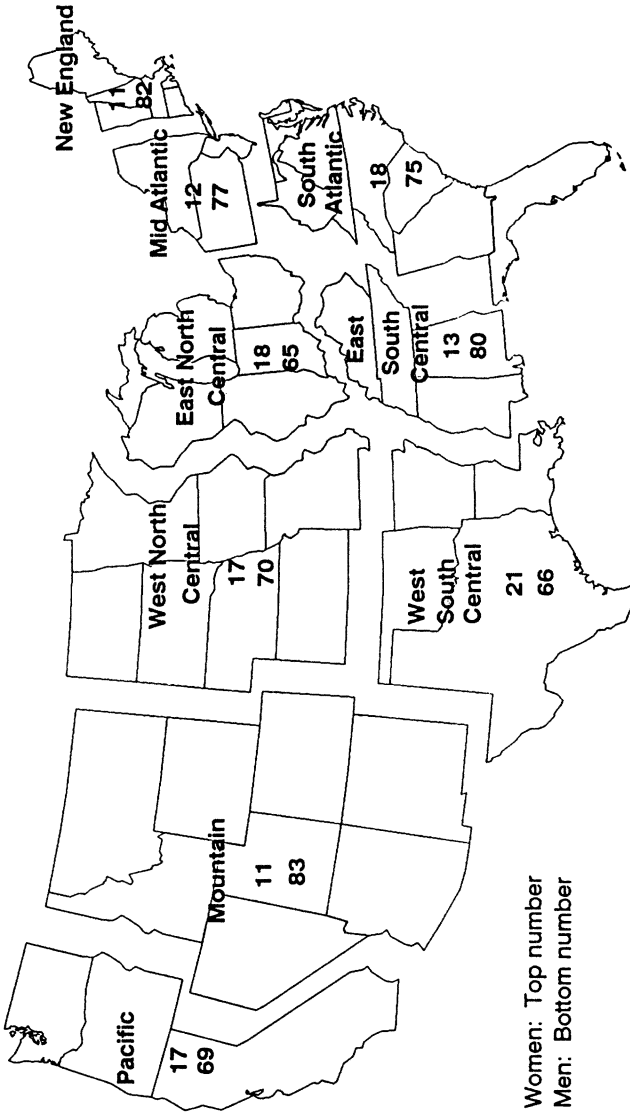 New England
11
82
Mid Atlantic
12
77
South
Atlantic
18
75
East North
Central
18
65
East
South
Central
13
80
West North
Central
17
70
West
South
Central
21
66
Mountain
11
83
Pacific
17
69
Women: Top number
Men: Bottom number